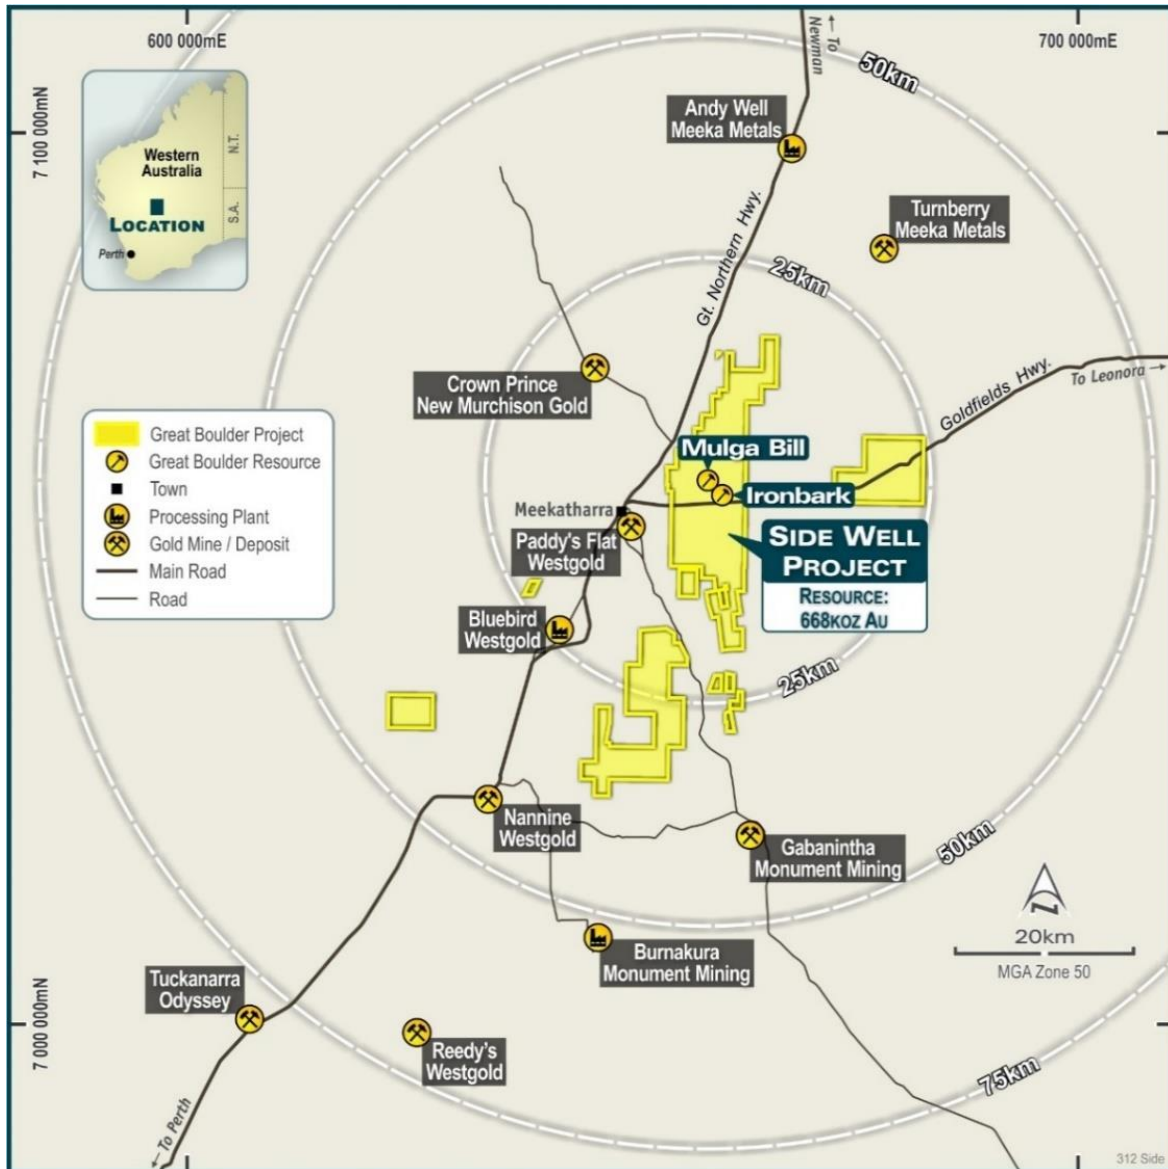 600 000mE
700 000mE
← To
Newman
50km
7 100 000mN
Andy Well
Meeka Metals
Western
Australia
N.T.
S.A.
LOCATION
Perth
Turnberry
Meeka Metals
Gt. Northern Hwy.
25km
Crown Prince
New Murchison Gold
To Leonora →
Goldfields Hwy.
Great Boulder Project
Great Boulder Resource
Town
Processing Plant
Gold Mine / Deposit
Main Road
Road
Mulga Bill
Ironbark
Meekatharra
Paddy's Flat
Westgold
SIDE WELL
PROJECT
RESOURCE:
668KOZ AU
Bluebird
Westgold
25km
Nannine
Westgold
Gabanintha
Monument Mining
50km
N
20km
MGA Zone 50
Burnakura
Monument Mining
Tuckanarra
Odyssey
7 000 000mN
Reedy's
Westgold
75km
← To Perth
312 Side